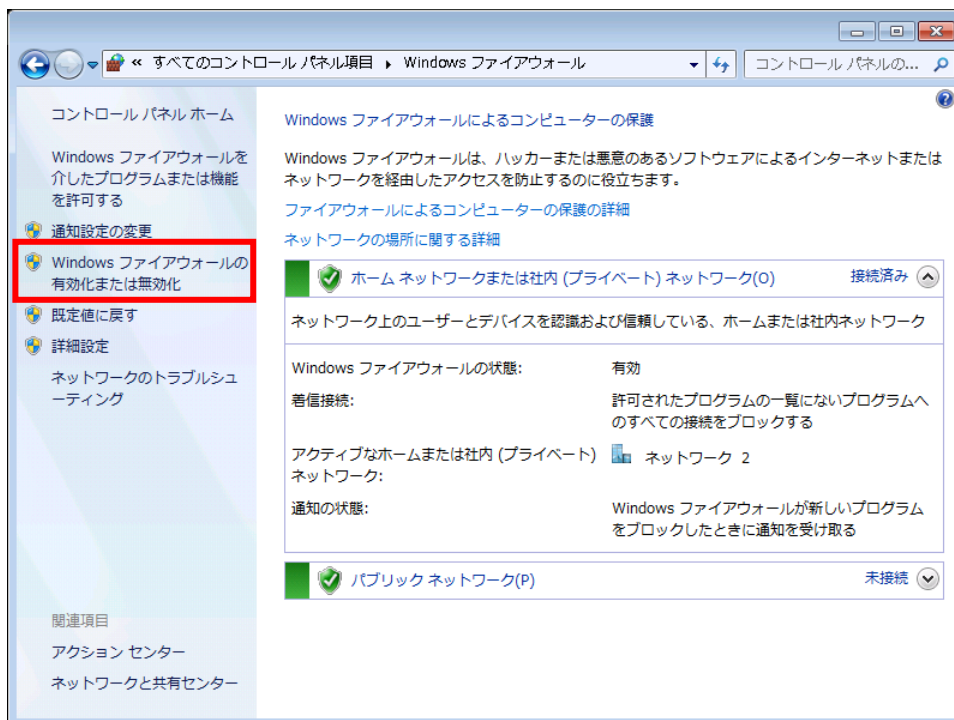 « すべてのコントロール パネル項目 ▸ Windows ファイアウォール
コントロール パネルの...
コントロール パネル ホーム
Windows ファイアウォールを
介したプログラムまたは機能
を許可する
通知設定の変更
Windows ファイアウォールの
有効化または無効化
既定値に戻す
詳細設定
ネットワークのトラブルシュ
ーティング
関連項目
アクション センター
ネットワークと共有センター
Windows ファイアウォールによるコンピューターの保護
Windows ファイアウォールは、ハッカーまたは悪意のあるソフトウェアによるインターネットまたは
ネットワークを経由したアクセスを防止するのに役立ちます。
ファイアウォールによるコンピューターの保護の詳細
ネットワークの場所に関する詳細
ホーム ネットワークまたは社内 (プライベート) ネットワーク(O) 接続済み
ネットワーク上のユーザーとデバイスを認識および信頼している、ホームまたは社内ネットワーク
Windows ファイアウォールの状態: 有効
着信接続: 許可されたプログラムの一覧にないプログラムへ
のすべての接続をブロックする
アクティブなホームまたは社内 (プライベート) ネットワーク 2
ネットワーク:
通知の状態: Windows ファイアウォールが新しいプログラム
をブロックしたときに通知を受け取る
パブリック ネットワーク(P) 未接続